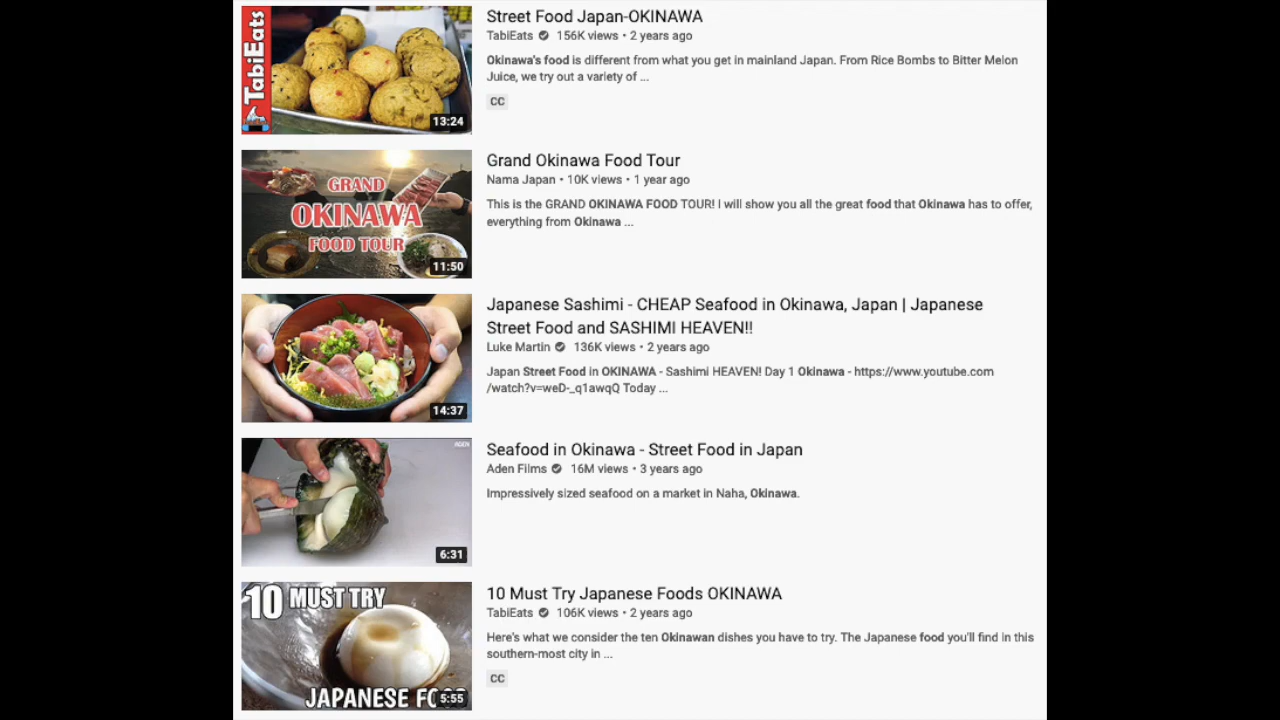 TabiEats
13:24
Street Food Japan-OKINAWA
TabiEats 156K views • 2 years ago
Okinawa's food is different from what you get in mainland Japan. From Rice Bombs to Bitter Melon
Juice, we try out a variety of ...
CC
GRAND
OKINAWA
FOOD TOUR
11:50
Grand Okinawa Food Tour
Nama Japan • 10K views • 1 year ago
This is the GRAND OKINAWA FOOD TOUR! I will show you all the great food that Okinawa has to offer,
everything from Okinawa ...
14:37
Japanese Sashimi - CHEAP Seafood in Okinawa, Japan | Japanese
Street Food and SASHIMI HEAVEN!!
Luke Martin 136K views • 2 years ago
Japan Street Food in OKINAWA - Sashimi HEAVEN! Day 1 Okinawa - https://www.youtube.com
/watch?v=weD-_q1awqQ Today ...
ADEN
6:31
Seafood in Okinawa - Street Food in Japan
Aden Films 16M views • 3 years ago
Impressively sized seafood on a market in Naha, Okinawa.
10 MUST TRY
JAPANESE FO
5:55
10 Must Try Japanese Foods OKINAWA
TabiEats 106K views • 2 years ago
Here's what we consider the ten Okinawan dishes you have to try. The Japanese food you'll find in this
southern-most city in ...
CC